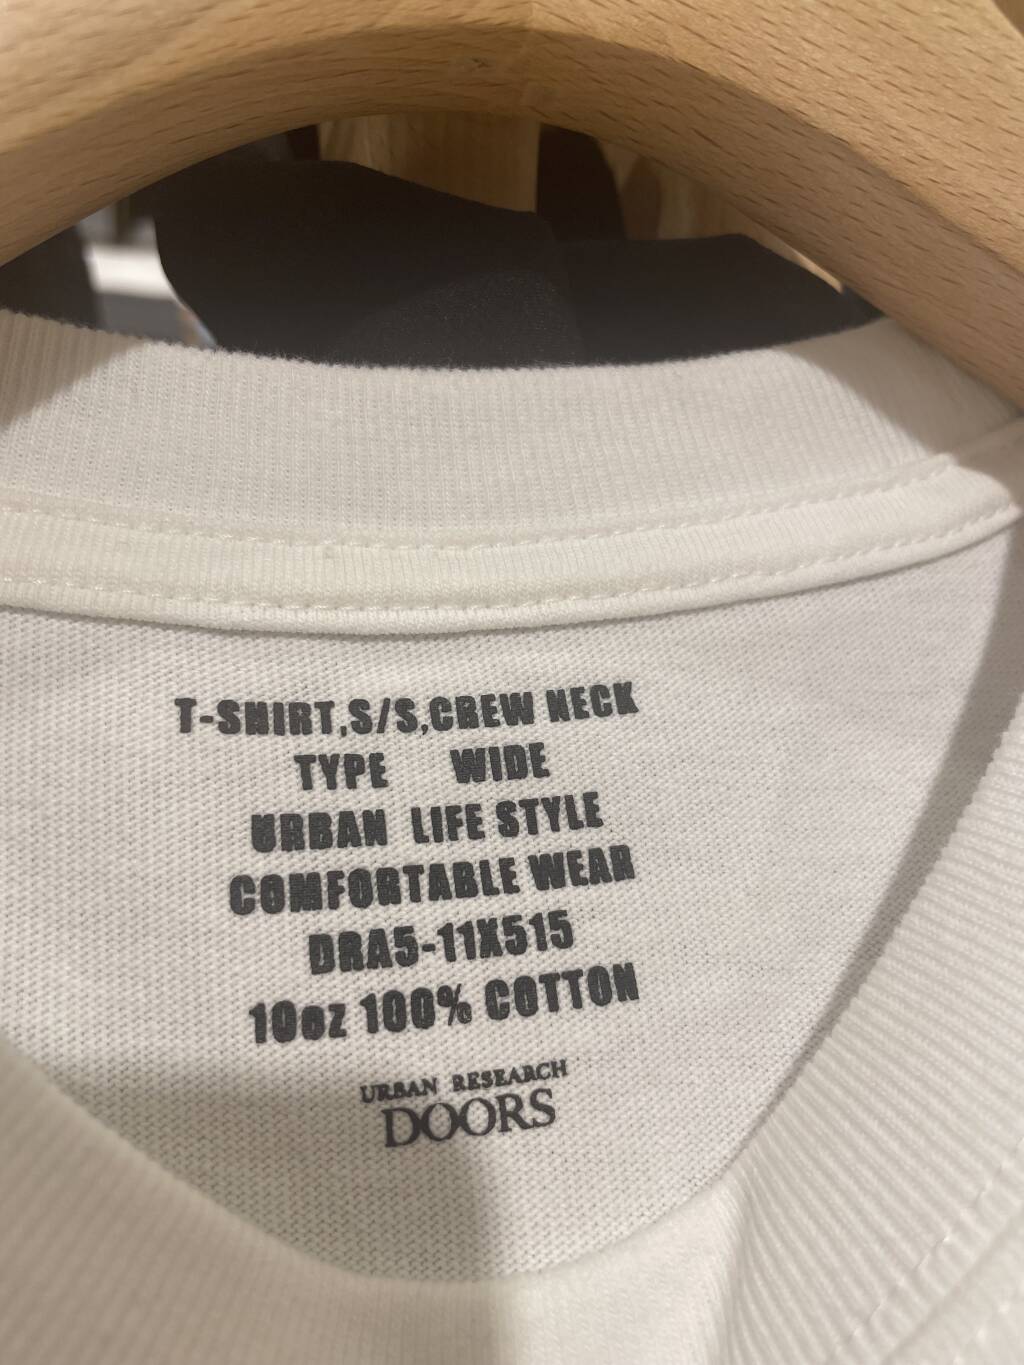 T-SHIRT,S/S,CREW NECK
TYPE WIDE
URBAN LIFE STYLE
COMFORTABLE WEAR
DRA5-11X515
10oz 100% COTTON
URBAN RESEARCH
DOORS